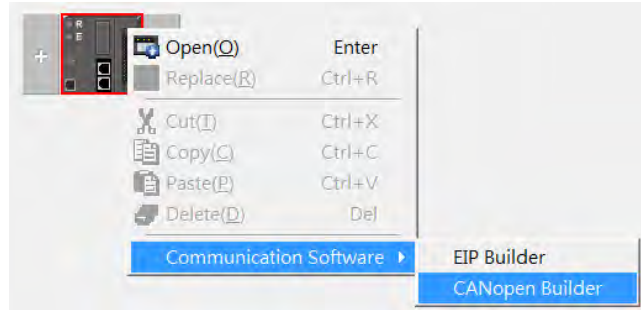 R
E
+
Open(O) Enter
Replace(R) Ctrl+R
Cut(T) Ctrl+X
Copy(C) Ctrl+C
Paste(P) Ctrl+V
Delete(D) Del
Communication Software
EIP Builder
CANopen Builder